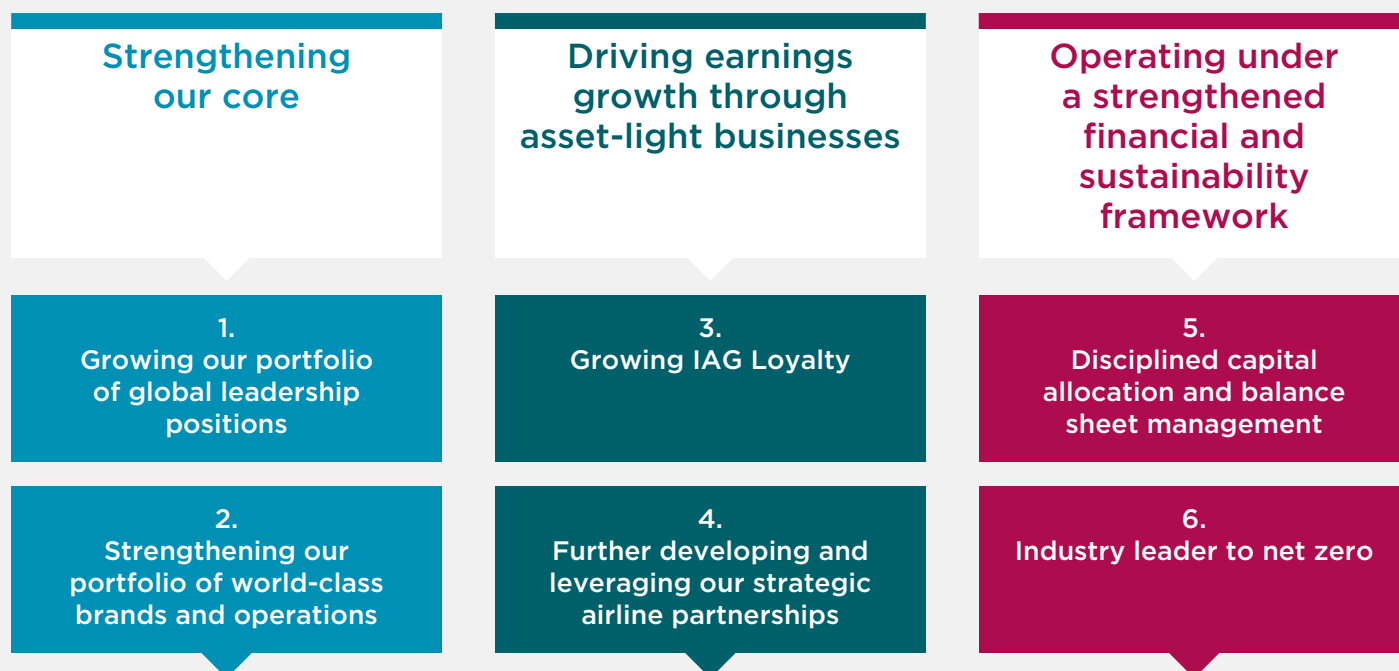 Strengthening
our core
Driving earnings
growth through
asset-light businesses
Operating under
a strengthened
financial and
sustainability
framework
1.
Growing our portfolio
of global leadership
positions
3.
Growing IAG Loyalty
5.
Disciplined capital
allocation and balance
sheet management
2.
Strengthening our
portfolio of world-class
brands and operations
4.
Further developing and
leveraging our strategic
airline partnerships
6.
Industry leader to net zero